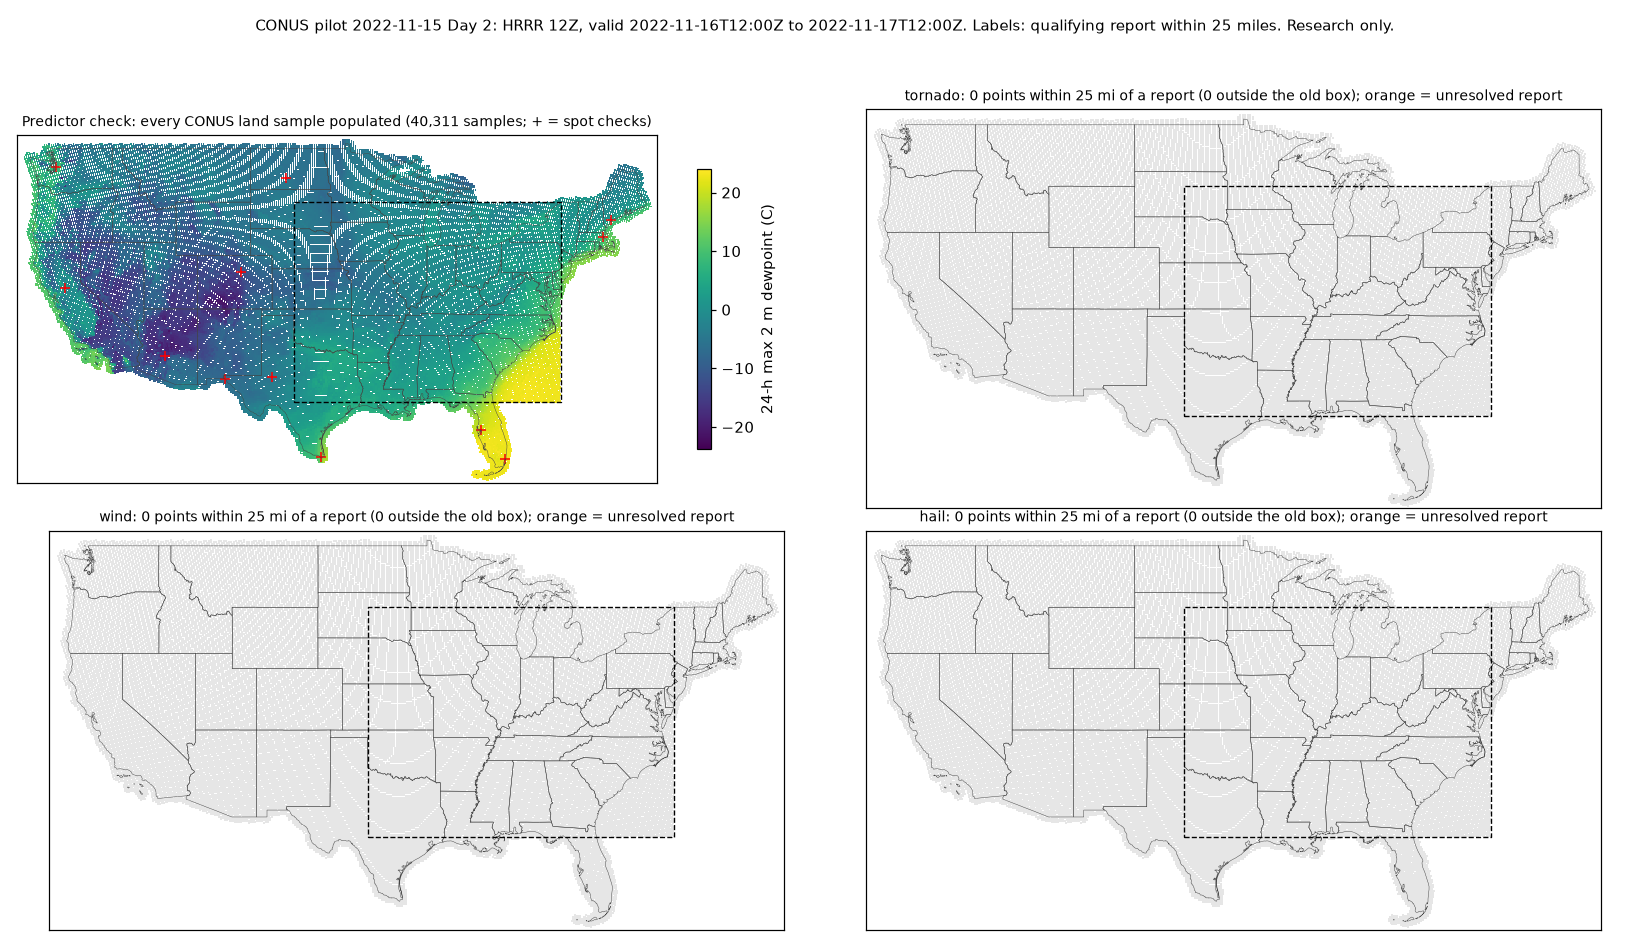 CONUS pilot 2022-11-15 Day 2: HRRR 12Z, valid 2022-11-16T12:00Z to 2022-11-17T12:00Z. Labels: qualifying report within 25 miles. Research only.
Predictor check: every CONUS land sample populated (40,311 samples; + = spot checks)
20
10
0
−10
−20
24-h max 2 m dewpoint (C)
tornado: 0 points within 25 mi of a report (0 outside the old box); orange = unresolved report
wind: 0 points within 25 mi of a report (0 outside the old box); orange = unresolved report
hail: 0 points within 25 mi of a report (0 outside the old box); orange = unresolved report